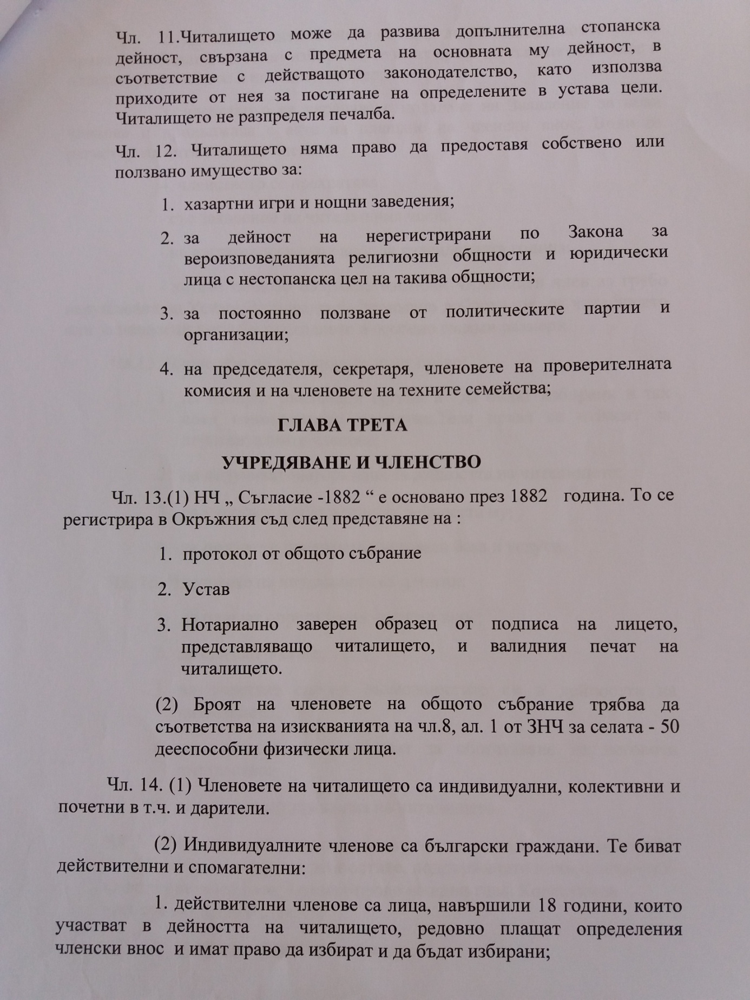 Чл. 11.Читалището може да развива допълнителна стопанска
дейност, свързана с предмета на основната му дейност, в
съответствие с действащото законодателство, като използва
приходите от нея за постигане на определените в устава цели.
Читалището не разпределя печалба.
Чл. 12. Читалището няма право да предоставя собствено или
ползвано имущество за:
1. хазартни игри и нощни заведения;
2. за дейност на нерегистрирани по Закона за
вероизповеданията религиозни общности и юридически
лица с нестопанска цел на такива общности;
3. за постоянно ползване от политическите партии и
организации;
4. на председателя, секретаря, членовете на проверителната
комисия и на членовете на техните семейства;
ГЛАВА ТРЕТА
УЧРЕДЯВАНЕ И ЧЛЕНСТВО
Чл. 13.(1) НЧ „ Съгласие -1882 “ е основано през 1882 година. То се
регистрира в Окръжния съд след представяне на :
1. протокол от общото събрание
2. Устав
3. Нотариално заверен образец от подписа на лицето,
представляващо читалището, и валидния печат на
читалището.
(2) Броят на членовете на общото събрание трябва да
съответства на изискванията на чл.8, ал. 1 от ЗНЧ за селата - 50
дееспособни физически лица.
Чл. 14. (1) Членовете на читалището са индивидуални, колективни и
почетни в т.ч. и дарители.
(2) Индивидуалните членове са български граждани. Те биват
действителни и спомагателни:
1. действителни членове са лица, навършили 18 години, които
участват в дейността на читалището, редовно плащат определения
членски внос и имат право да избират и да бъдат избирани;